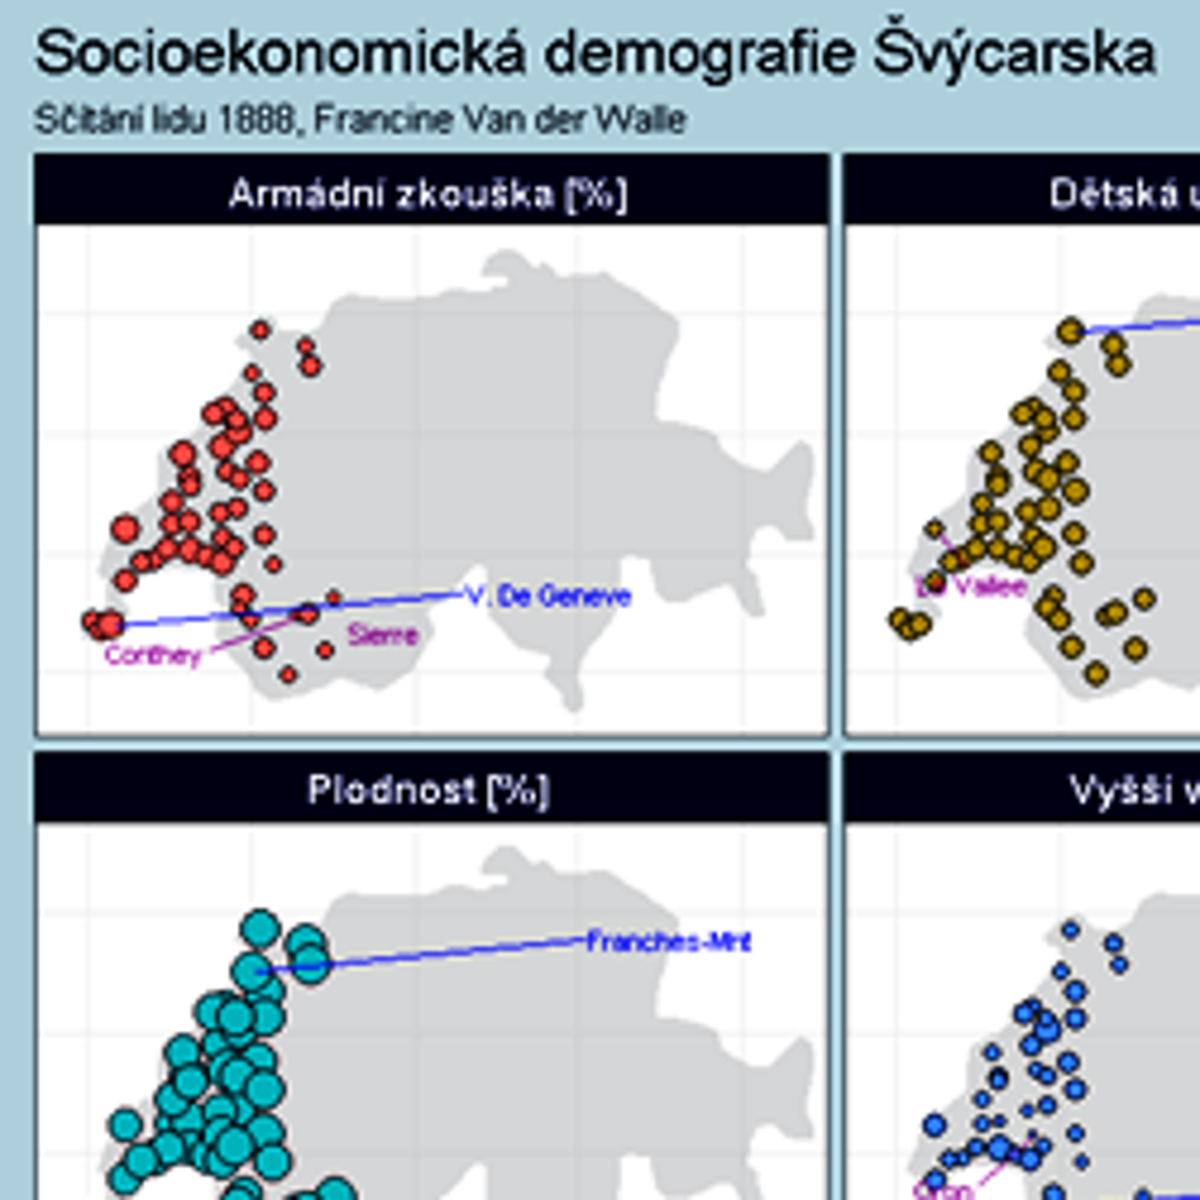 Socioekonomická demografie Švýcarska
Sčítání lidu 1888, Francine Van der Walle
Armádní zkouška [%]
Dětská
V. De Geneve
Sierre
Conthey
Vallee
Plodnost [%]
Vyšší
Franches-Mnt
Oron